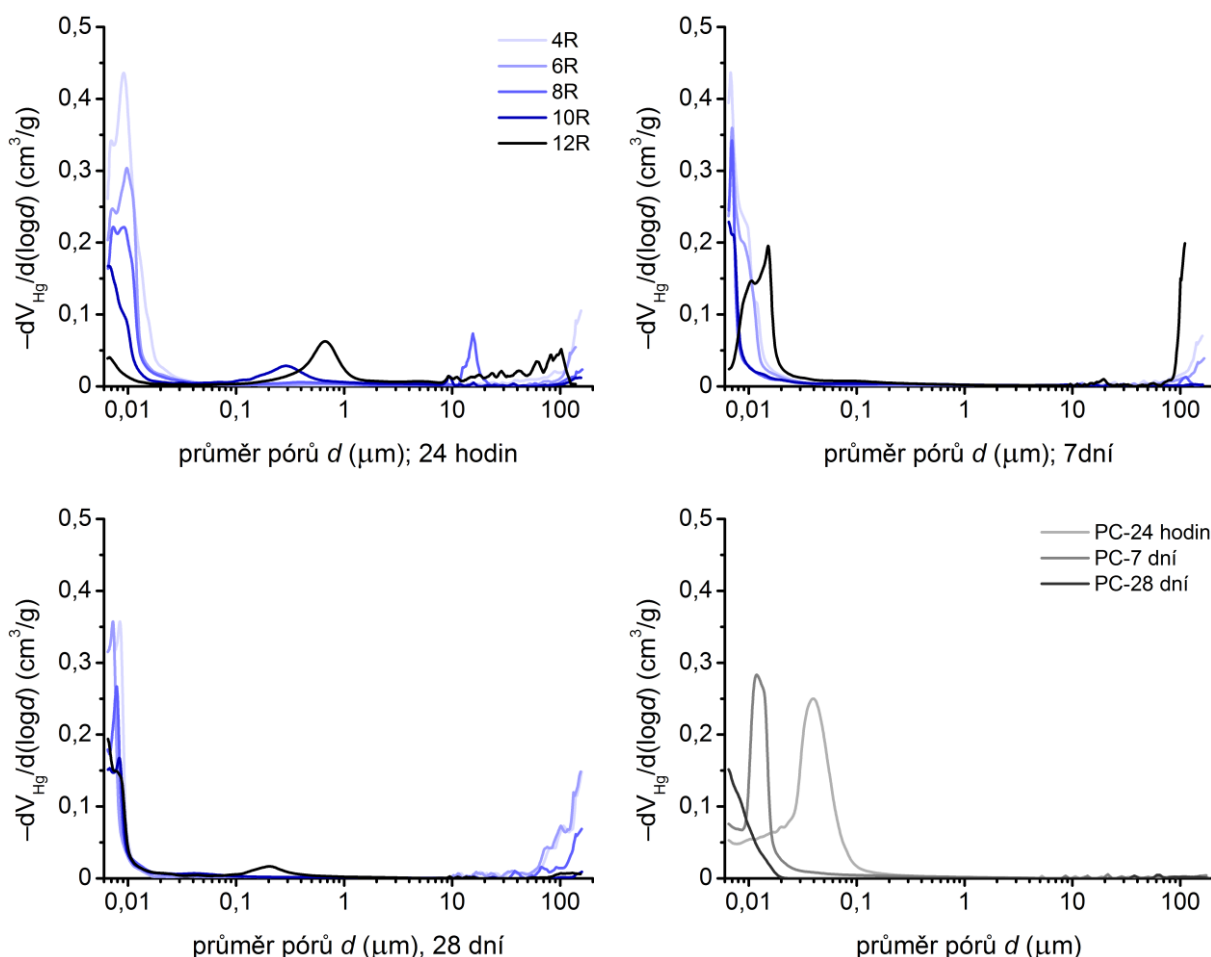 0,5
0,4
0,3
0,2
0,1
0
–dV_Hg/d(logd) (cm³/g)
4R
6R
8R
10R
12R
0,01 0,1 1 10 100
průměr pórů d (μm); 24 hodin
0,5
0,4
0,3
0,2
0,1
0
–dV_Hg/d(logd) (cm³/g)
0,01 0,1 1 10 100
průměr pórů d (μm); 7dní
0,5
0,4
0,3
0,2
0,1
0
–dV_Hg/d(logd) (cm³/g)
0,01 0,1 1 10 100
průměr pórů d (μm), 28 dní
0,5
0,4
0,3
0,2
0,1
0
–dV_Hg/d(logd) (cm³/g)
PC-24 hodin
PC-7 dní
PC-28 dní
0,01 0,1 1 10 100
průměr pórů d (μm)